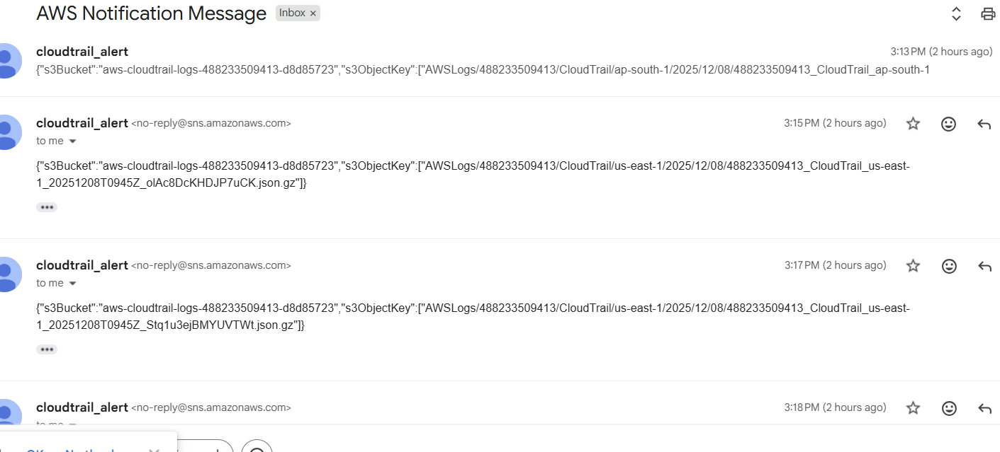 AWS Notification Message Inbox ×
cloudtrail_alert 3:13 PM (2 hours ago)
{"s3Bucket":"aws-cloudtrail-logs-488233509413-d8d85723","s3ObjectKey":["AWSLogs/488233509413/CloudTrail/ap-south-1/2025/12/08/488233509413_CloudTrail_ap-south-1
cloudtrail_alert <no-reply@sns.amazonaws.com> 3:15 PM (2 hours ago)
to me
{"s3Bucket":"aws-cloudtrail-logs-488233509413-d8d85723","s3ObjectKey":["AWSLogs/488233509413/CloudTrail/us-east-1/2025/12/08/488233509413_CloudTrail_us-east-
1_20251208T0945Z_olAc8DcKHDJP7uCK.json.gz"]}
cloudtrail_alert <no-reply@sns.amazonaws.com> 3:17 PM (2 hours ago)
to me
{"s3Bucket":"aws-cloudtrail-logs-488233509413-d8d85723","s3ObjectKey":["AWSLogs/488233509413/CloudTrail/us-east-1/2025/12/08/488233509413_CloudTrail_us-east-
1_20251208T0945Z_Stq1u3ejBMYUVTWt.json.gz"]}
cloudtrail_alert <no-reply@sns.amazonaws.com> 3:18 PM (2 hours ago)
to me